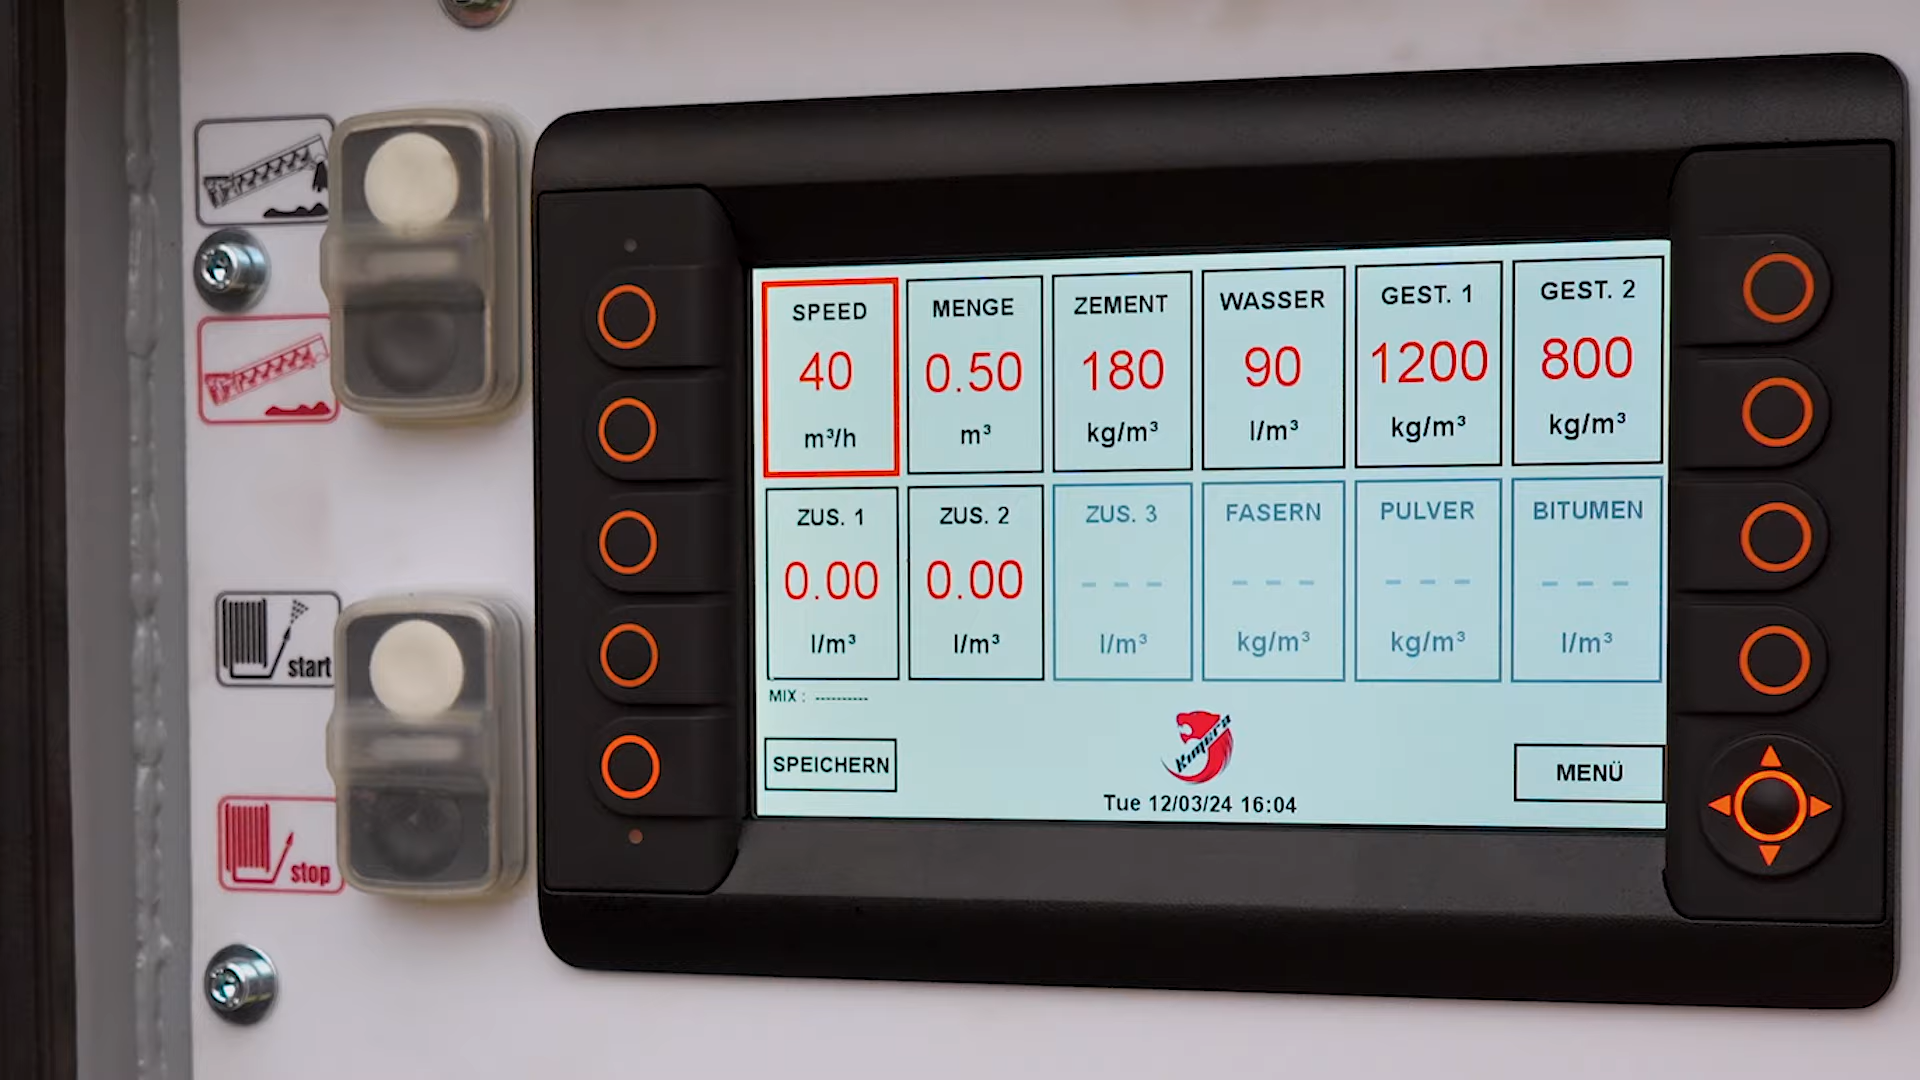 SPEED
40
m³/h
MENGE
0.50
m³
ZEMENT
180
kg/m³
WASSER
90
l/m³
GEST. 1
1200
kg/m³
GEST. 2
800
kg/m³
ZUS. 1
0.00
l/m³
ZUS. 2
0.00
l/m³
ZUS. 3
- - -
l/m³
FASERN
- - -
kg/m³
PULVER
- - -
kg/m³
BITUMEN
- - -
l/m³
MIX : ----------
SPEICHERN
Kimera
MENÜ
Tue 12/03/24 16:04
start
stop